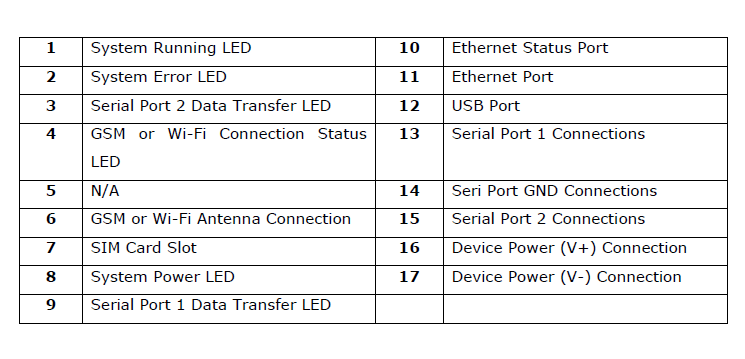 1 System Running LED 10 Ethernet Status Port
2 System Error LED 11 Ethernet Port
3 Serial Port 2 Data Transfer LED 12 USB Port
4 GSM or Wi-Fi Connection Status 13 Serial Port 1 Connections
LED
5 N/A 14 Seri Port GND Connections
6 GSM or Wi-Fi Antenna Connection 15 Serial Port 2 Connections
7 SIM Card Slot 16 Device Power (V+) Connection
8 System Power LED 17 Device Power (V-) Connection
9 Serial Port 1 Data Transfer LED